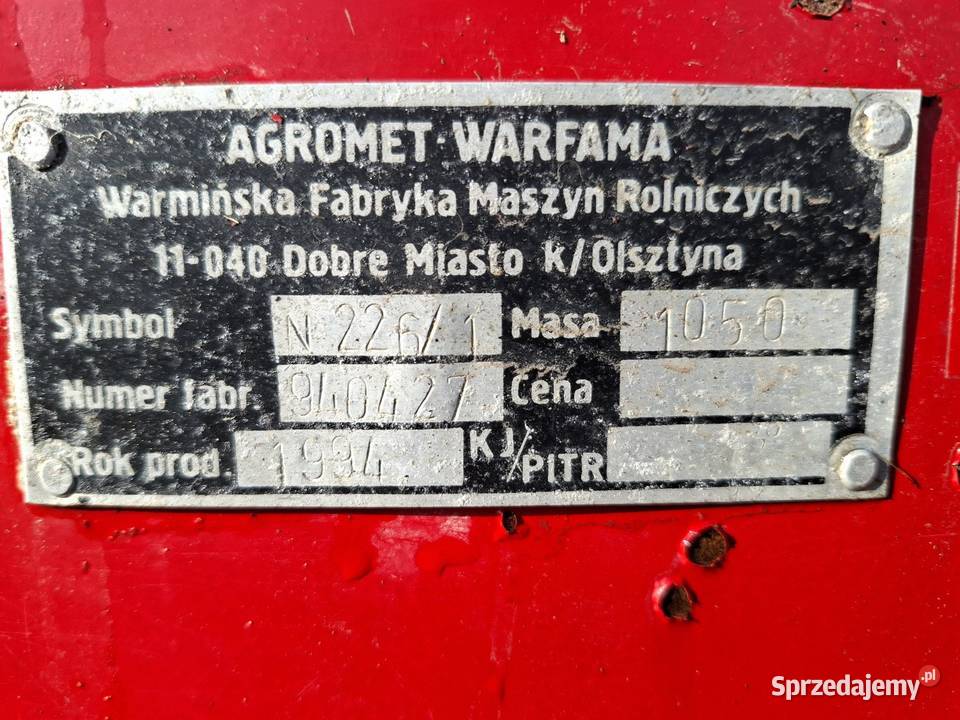 AGROMET-WARFAMA
Warmińska Fabryka Maszyn Rolniczych
11-040 Dobre Miasto k/Olsztyna
Symbol N 226/1 Masa 1050
Numer fabr. 940427 Cena
Rok prod. 1994 KJ/PITR
Sprzedajemy.pl